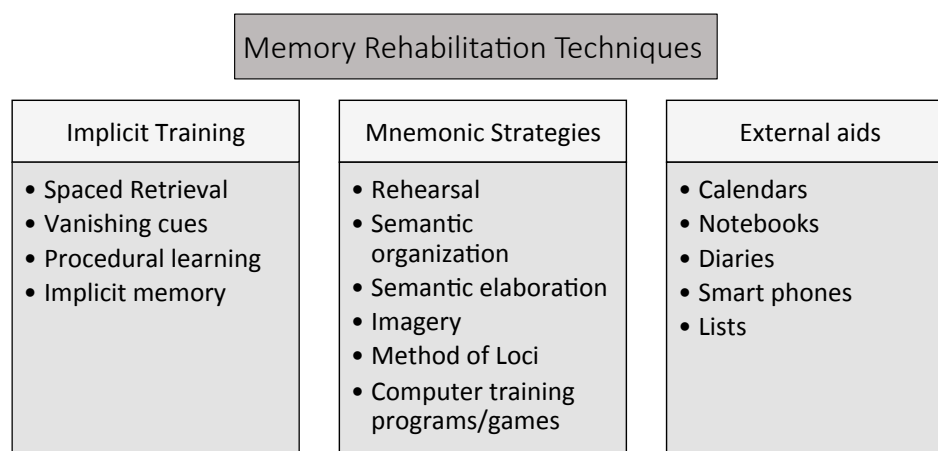 Memory Rehabilitation Techniques
Implicit Training
• Spaced Retrieval
• Vanishing cues
• Procedural learning
• Implicit memory
Mnemonic Strategies
• Rehearsal
• Semantic
organization
• Semantic elaboration
• Imagery
• Method of Loci
• Computer training
programs/games
External aids
• Calendars
• Notebooks
• Diaries
• Smart phones
• Lists